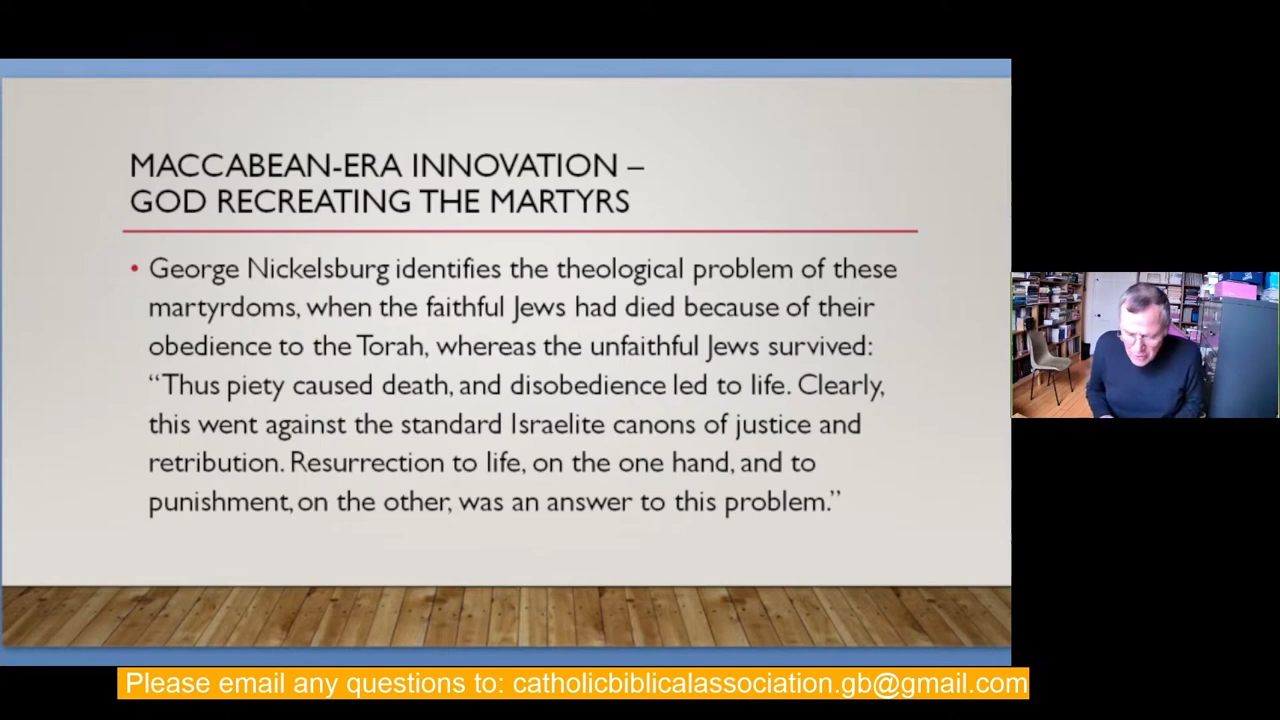 MACCABEAN-ERA INNOVATION –
GOD RECREATING THE MARTYRS
• George Nickelsburg identifies the theological problem of these
martyrdoms, when the faithful Jews had died because of their
obedience to the Torah, whereas the unfaithful Jews survived:
“Thus piety caused death, and disobedience led to life. Clearly,
this went against the standard Israelite canons of justice and
retribution. Resurrection to life, on the one hand, and to
punishment, on the other, was an answer to this problem.”
Please email any questions to: catholicbiblicalassociation.gb@gmail.com